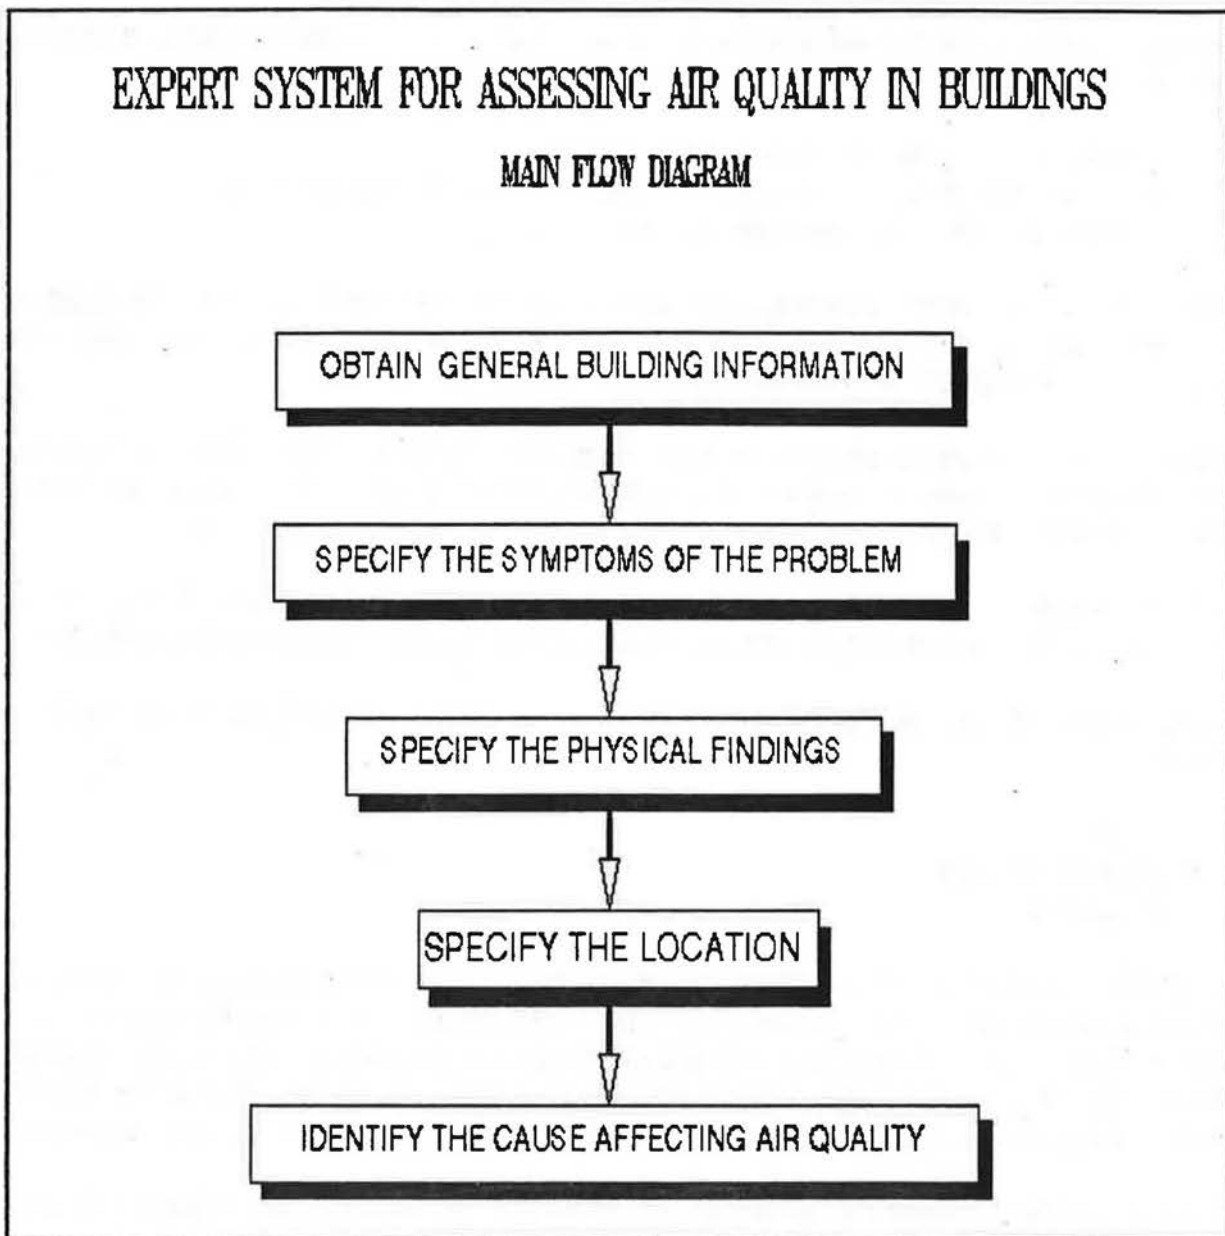 EXPERT SYSTEM FOR ASSESSING AIR QUALITY IN BUILDINGS
MAIN FLOW DIAGRAM
OBTAIN GENERAL BUILDING INFORMATION
SPECIFY THE SYMPTOMS OF THE PROBLEM
SPECIFY THE PHYSICAL FINDINGS
SPECIFY THE LOCATION
IDENTIFY THE CAUSE AFFECTING AIR QUALITY